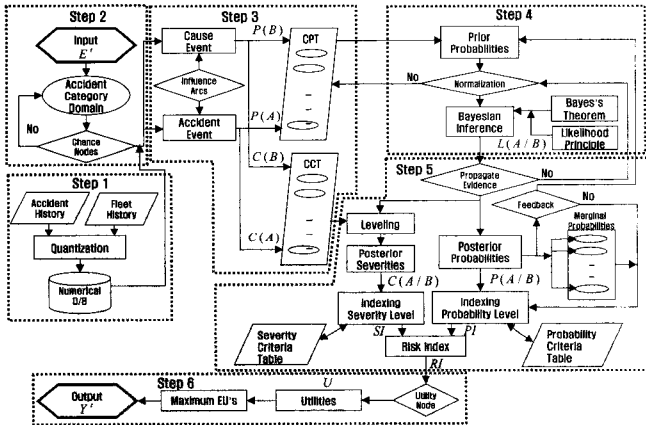 Step 2
Input
E'
Accident
Category
Domain
No
Chance
Nodes
Step 1
Accident
History
Fleet
History
Quantization
Numerical
D/B
Step 3
Cause
Event
P(B)
CPT
Influence
Arcs
Accident
Event
P(A)
C(B)
CCT
C(A)
Step 4
Prior
Probabilities
No
Normalization
Bayesian
Inference
Bayes's
Theorem
Likelihood
Principle
L(A/B)
Step 5
Propagate
Evidence
No
Feedback
No
Leveling
Posterior
Severities
Posterior
Probabilities
Marginal
Probabilities
C(A/B)
P(A/B)
Indexing
Severity Level
Indexing
Probability Level
Severity
Criteria
Table
SI
PI
Risk Index
Probability
Criteria
Table
RI
Step 6
Output
Y'
Maximum EU's
U
Utilities
Utility
Node